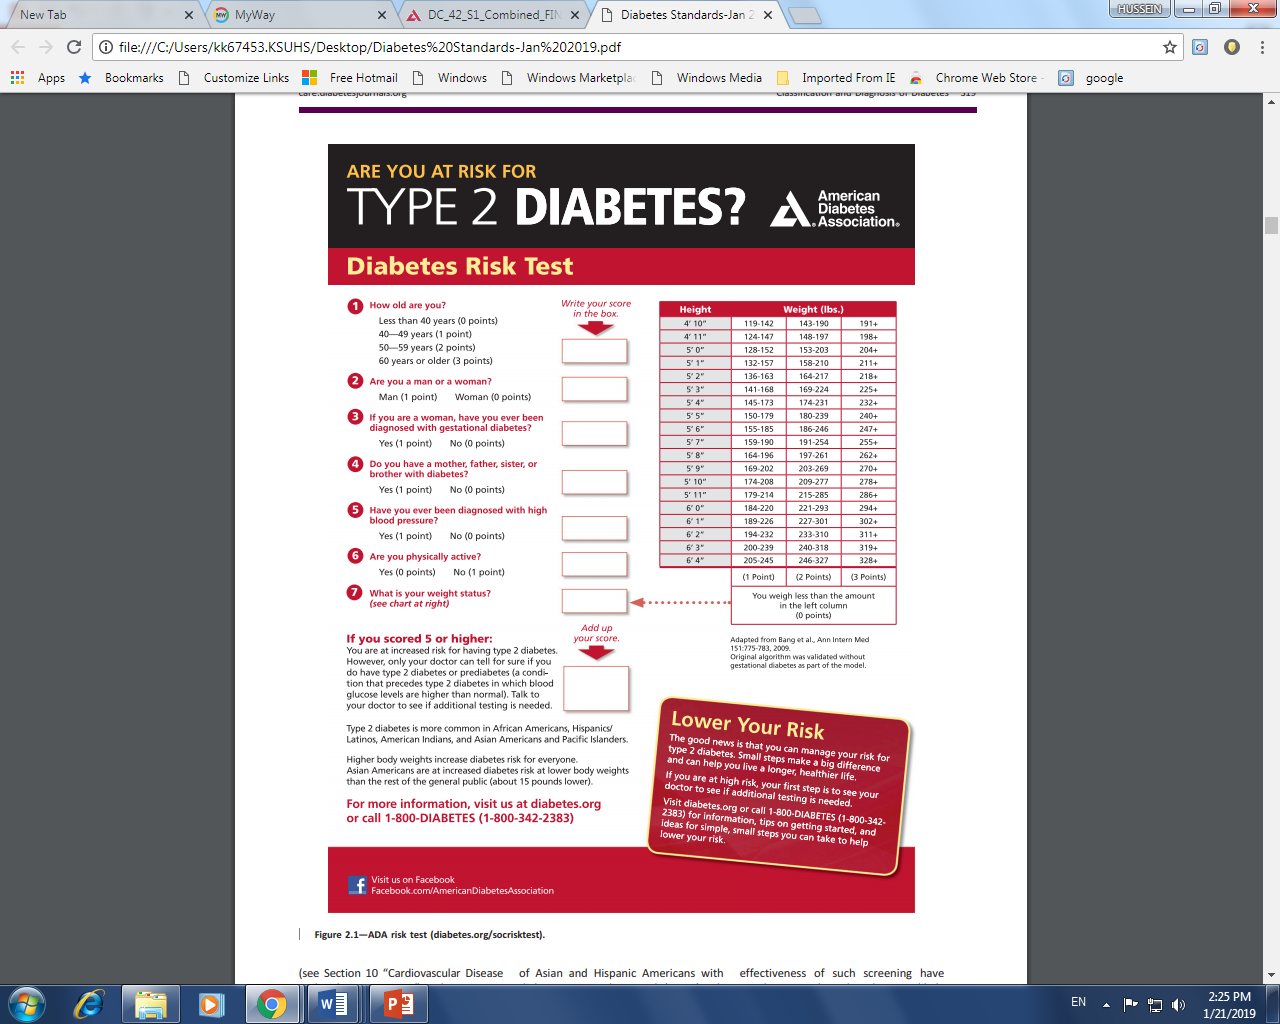 New Tab
MyWay
DC_42_S1_Combined_FIN
Diabetes Standards-Jan 2
HUSSEIN
file:///C:/Users/kk67453.KSUHS/Desktop/Diabetes%20Standards-Jan%202019.pdf
Apps Bookmarks Customize Links Free Hotmail Windows Windows Marketpla Windows Media Imported From IE Chrome Web Store - google
care.diabetesjournals.org Classification and Diagnosis of Diabetes S19
ARE YOU AT RISK FOR
TYPE 2 DIABETES?
American
Diabetes
Association®
Diabetes Risk Test
1 How old are you?
Less than 40 years (0 points)
40—49 years (1 point)
50—59 years (2 points)
60 years or older (3 points)
Write your score
in the box.
2 Are you a man or a woman?
Man (1 point) Woman (0 points)
3 If you are a woman, have you ever been
diagnosed with gestational diabetes?
Yes (1 point) No (0 points)
4 Do you have a mother, father, sister, or
brother with diabetes?
Yes (1 point) No (0 points)
5 Have you ever been diagnosed with high
blood pressure?
Yes (1 point) No (0 points)
6 Are you physically active?
Yes (0 points) No (1 point)
7 What is your weight status?
(see chart at right)
Add up
your score.
If you scored 5 or higher:
You are at increased risk for having type 2 diabetes.
However, only your doctor can tell for sure if you
do have type 2 diabetes or prediabetes (a condi-
tion that precedes type 2 diabetes in which blood
glucose levels are higher than normal). Talk to
your doctor to see if additional testing is needed.
Type 2 diabetes is more common in African Americans, Hispanics/
Latinos, American Indians, and Asian Americans and Pacific Islanders.
Higher body weights increase diabetes risk for everyone.
Asian Americans are at increased diabetes risk at lower body weights
than the rest of the general public (about 15 pounds lower).
For more information, visit us at diabetes.org
or call 1-800-DIABETES (1-800-342-2383)
Height Weight (lbs.)
4' 10" 119-142 143-190 191+
4' 11" 124-147 148-197 198+
5' 0" 128-152 153-203 204+
5' 1" 132-157 158-210 211+
5' 2" 136-163 164-217 218+
5' 3" 141-168 169-224 225+
5' 4" 145-173 174-231 232+
5' 5" 150-179 180-239 240+
5' 6" 155-185 186-246 247+
5' 7" 159-190 191-254 255+
5' 8" 164-196 197-261 262+
5' 9" 169-202 203-269 270+
5' 10" 174-208 209-277 278+
5' 11" 179-214 215-285 286+
6' 0" 184-220 221-293 294+
6' 1" 189-226 227-301 302+
6' 2" 194-232 233-310 311+
6' 3" 200-239 240-318 319+
6' 4" 205-245 246-327 328+
(1 Point) (2 Points) (3 Points)
You weigh less than the amount
in the left column
(0 points)
Adapted from Bang et al., Ann Intern Med
151:775-783, 2009.
Original algorithm was validated without
gestational diabetes as part of the model.
Lower Your Risk
The good news is that you can manage your risk for
type 2 diabetes. Small steps make a big difference
and can help you live a longer, healthier life.
If you are at high risk, your first step is to see your
doctor to see if additional testing is needed.
Visit diabetes.org or call 1-800-DIABETES (1-800-342-
2383) for information, tips on getting started, and
ideas for simple, small steps you can take to help
lower your risk.
Visit us on Facebook
Facebook.com/AmericanDiabetesAssociation
Figure 2.1—ADA risk test (diabetes.org/socrisktest).
(see Section 10 “Cardiovascular Disease of Asian and Hispanic Americans with effectiveness of such screening have
EN
2:25 PM
1/21/2019